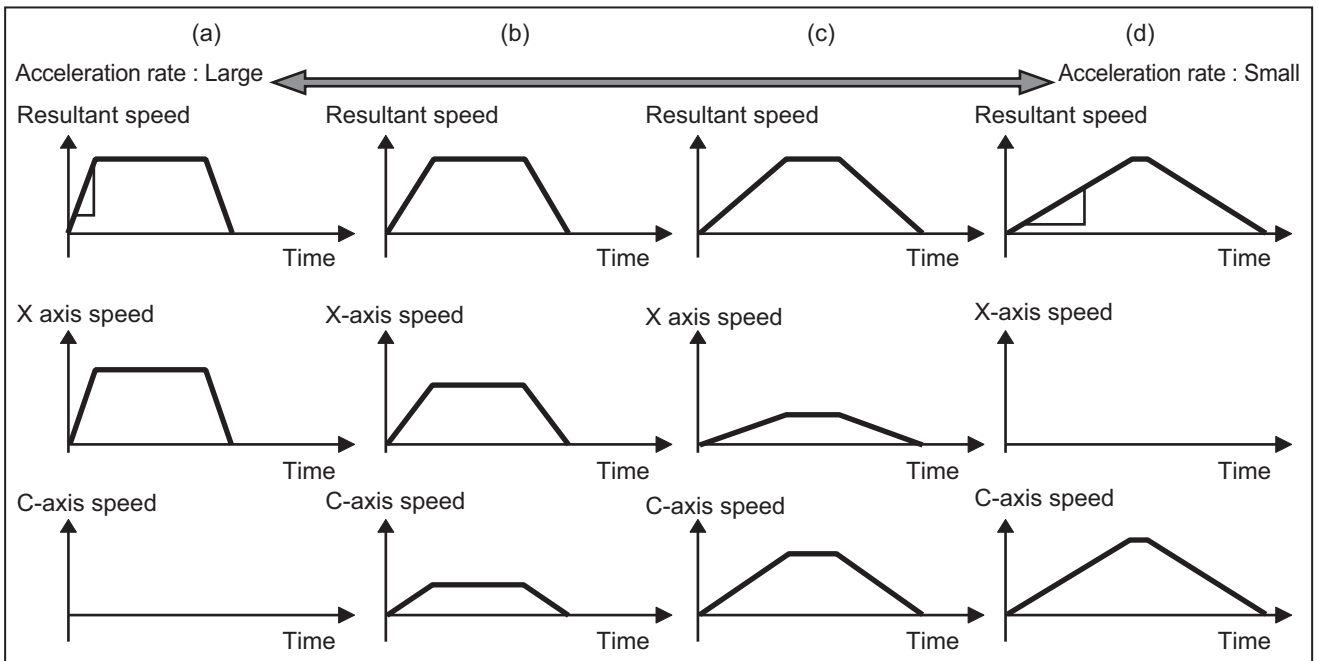 (a) (b) (c) (d)
Acceleration rate : Large Acceleration rate : Small
Resultant speed Resultant speed Resultant speed Resultant speed
Time Time Time Time
X axis speed X-axis speed X axis speed X-axis speed
Time Time Time Time
C-axis speed C-axis speed C-axis speed C-axis speed
Time Time Time Time